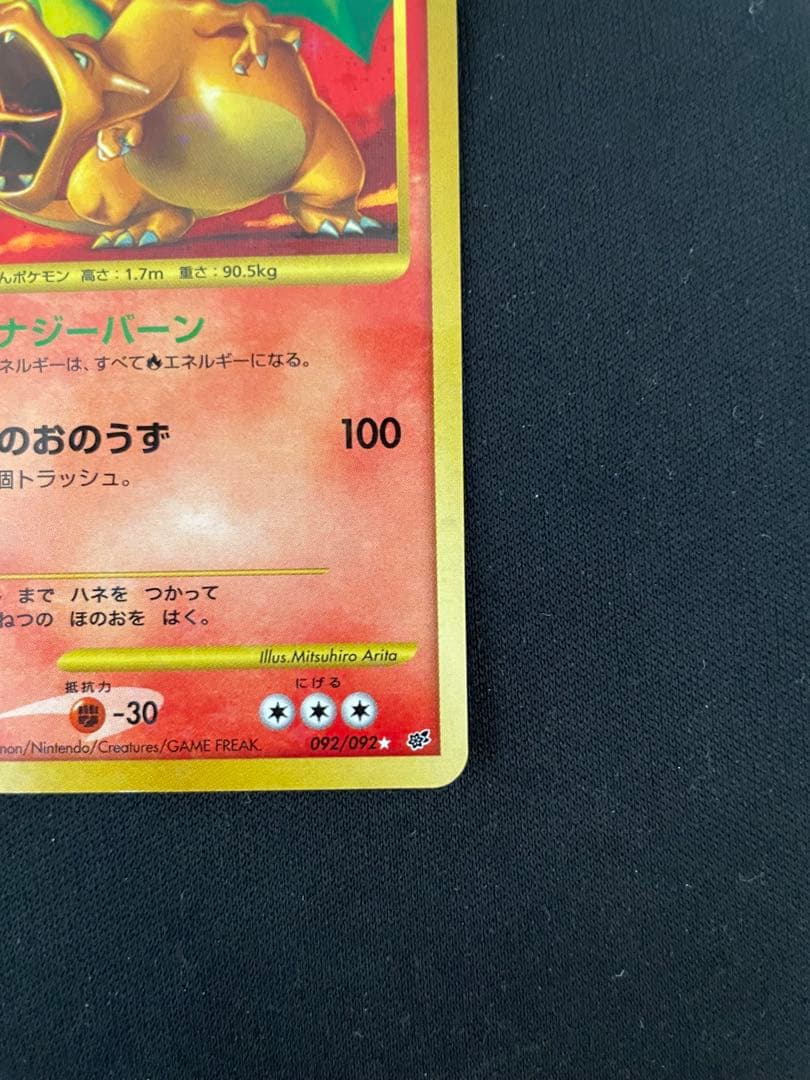 んポケモン 高さ:1.7m 重さ:90.5kg
ナジーバーン
ネルギーは、すべてエネルギーになる。
のおのうず 100
個トラッシュ。
まで ハネを つかって
ねつの ほのおを はく。
Illus.Mitsuhiro Arita
抵抗力 にげる
-30
mon/Nintendo/Creatures/GAME FREAK. 092/092★